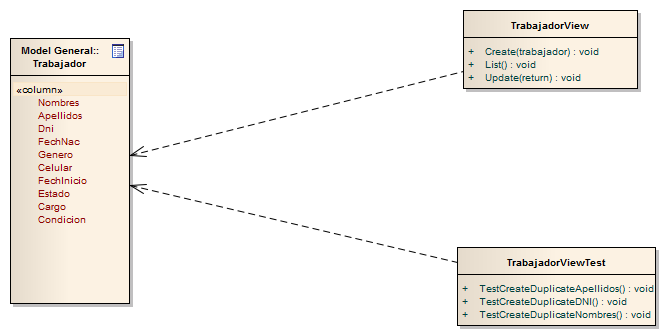 Model General::
Trabajador
«column»
Nombres
Apellidos
Dni
FechNac
Genero
Celular
FechInicio
Estado
Cargo
Condicion
TrabajadorView
+ Create(trabajador) : void
+ List() : void
+ Update(return) : void
TrabajadorViewTest
+ TestCreateDuplicateApellidos() : void
+ TestCreateDuplicateDNI() : void
+ TestCreateDuplicateNombres() : void